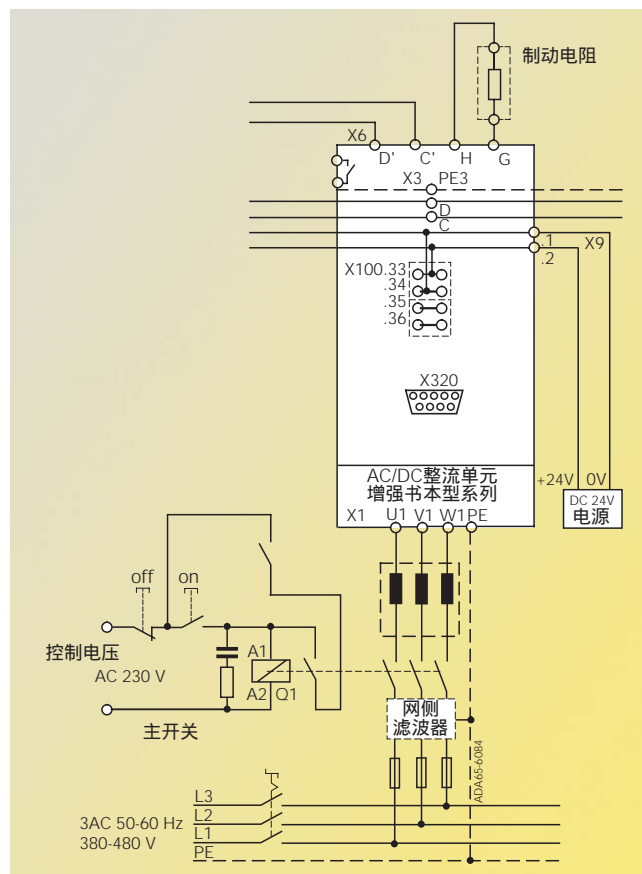 制动电阻
X6
D' C' H G
X3 PE3
D
C
.1 X9
.2
X100.33
.34
.35
.36
X320
AC/DC整流单元
增强书本型系列
+24V 0V
DC 24V
电源
X1 U1 V1 W1 PE
off on
控制电压
AC 230 V
A1
A2 Q1
主开关
网侧
滤波器
ADA65-6084
L3
3AC 50-60 Hz L2
380-480 V L1
PE